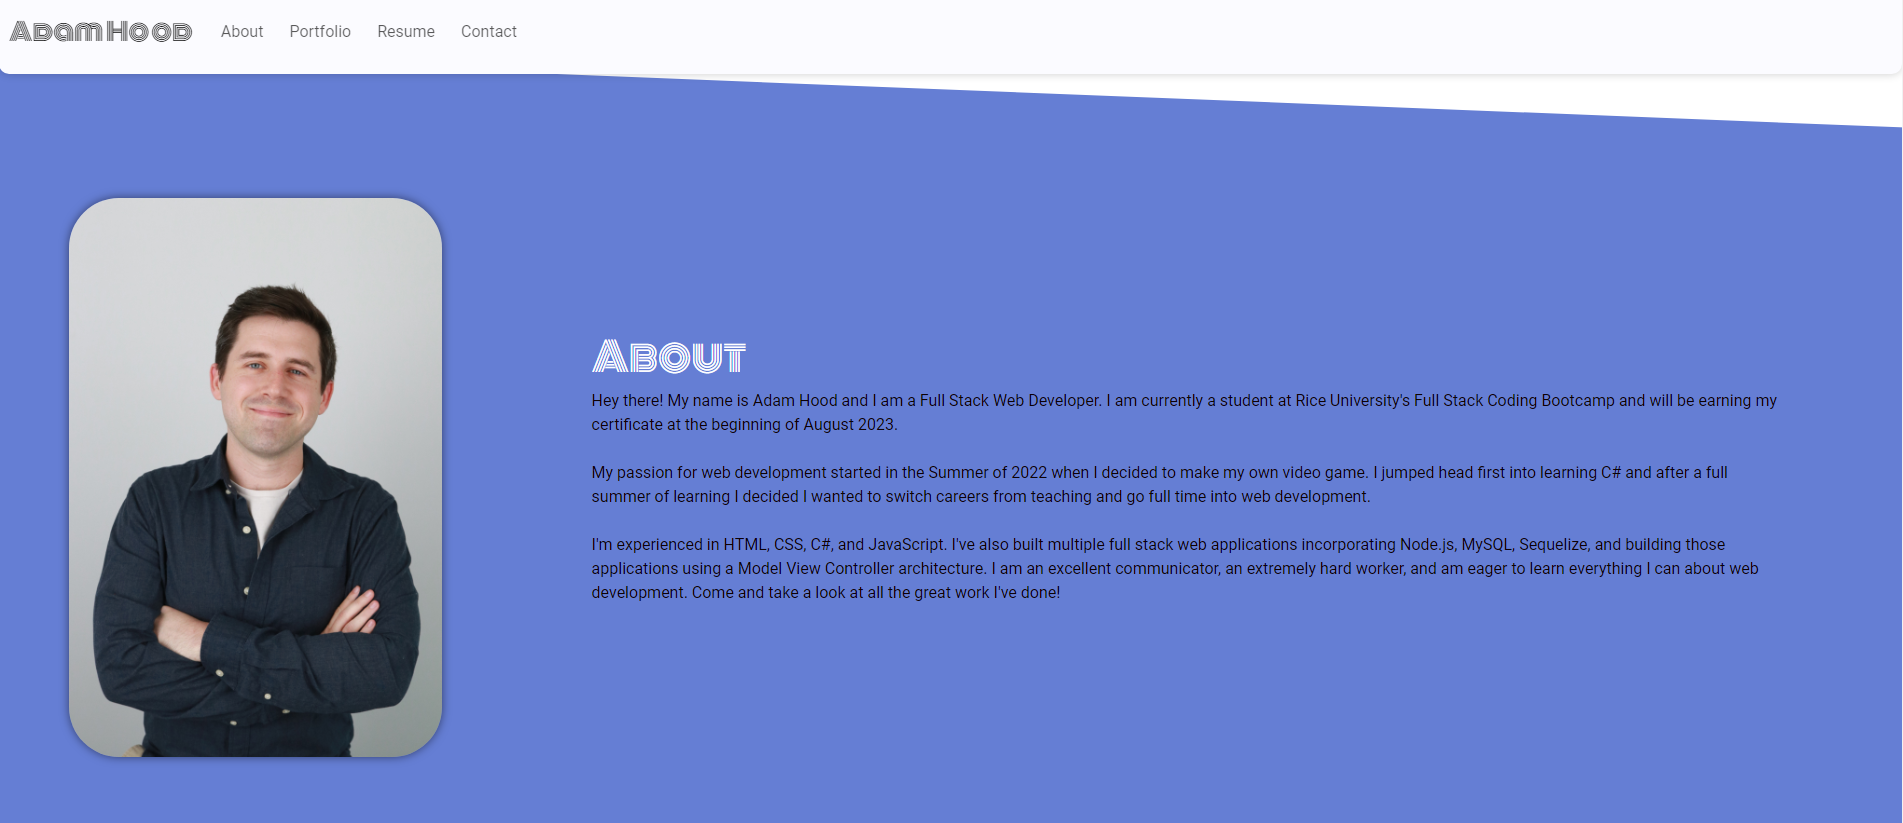 Adam Hood
About Portfolio Resume Contact
About
Hey there! My name is Adam Hood and I am a Full Stack Web Developer. I am currently a student at Rice University's Full Stack Coding Bootcamp and will be earning my
certificate at the beginning of August 2023.
My passion for web development started in the Summer of 2022 when I decided to make my own video game. I jumped head first into learning C# and after a full
summer of learning I decided I wanted to switch careers from teaching and go full time into web development.
I'm experienced in HTML, CSS, C#, and JavaScript. I've also built multiple full stack web applications incorporating Node.js, MySQL, Sequelize, and building those
applications using a Model View Controller architecture. I am an excellent communicator, an extremely hard worker, and am eager to learn everything I can about web
development. Come and take a look at all the great work I've done!